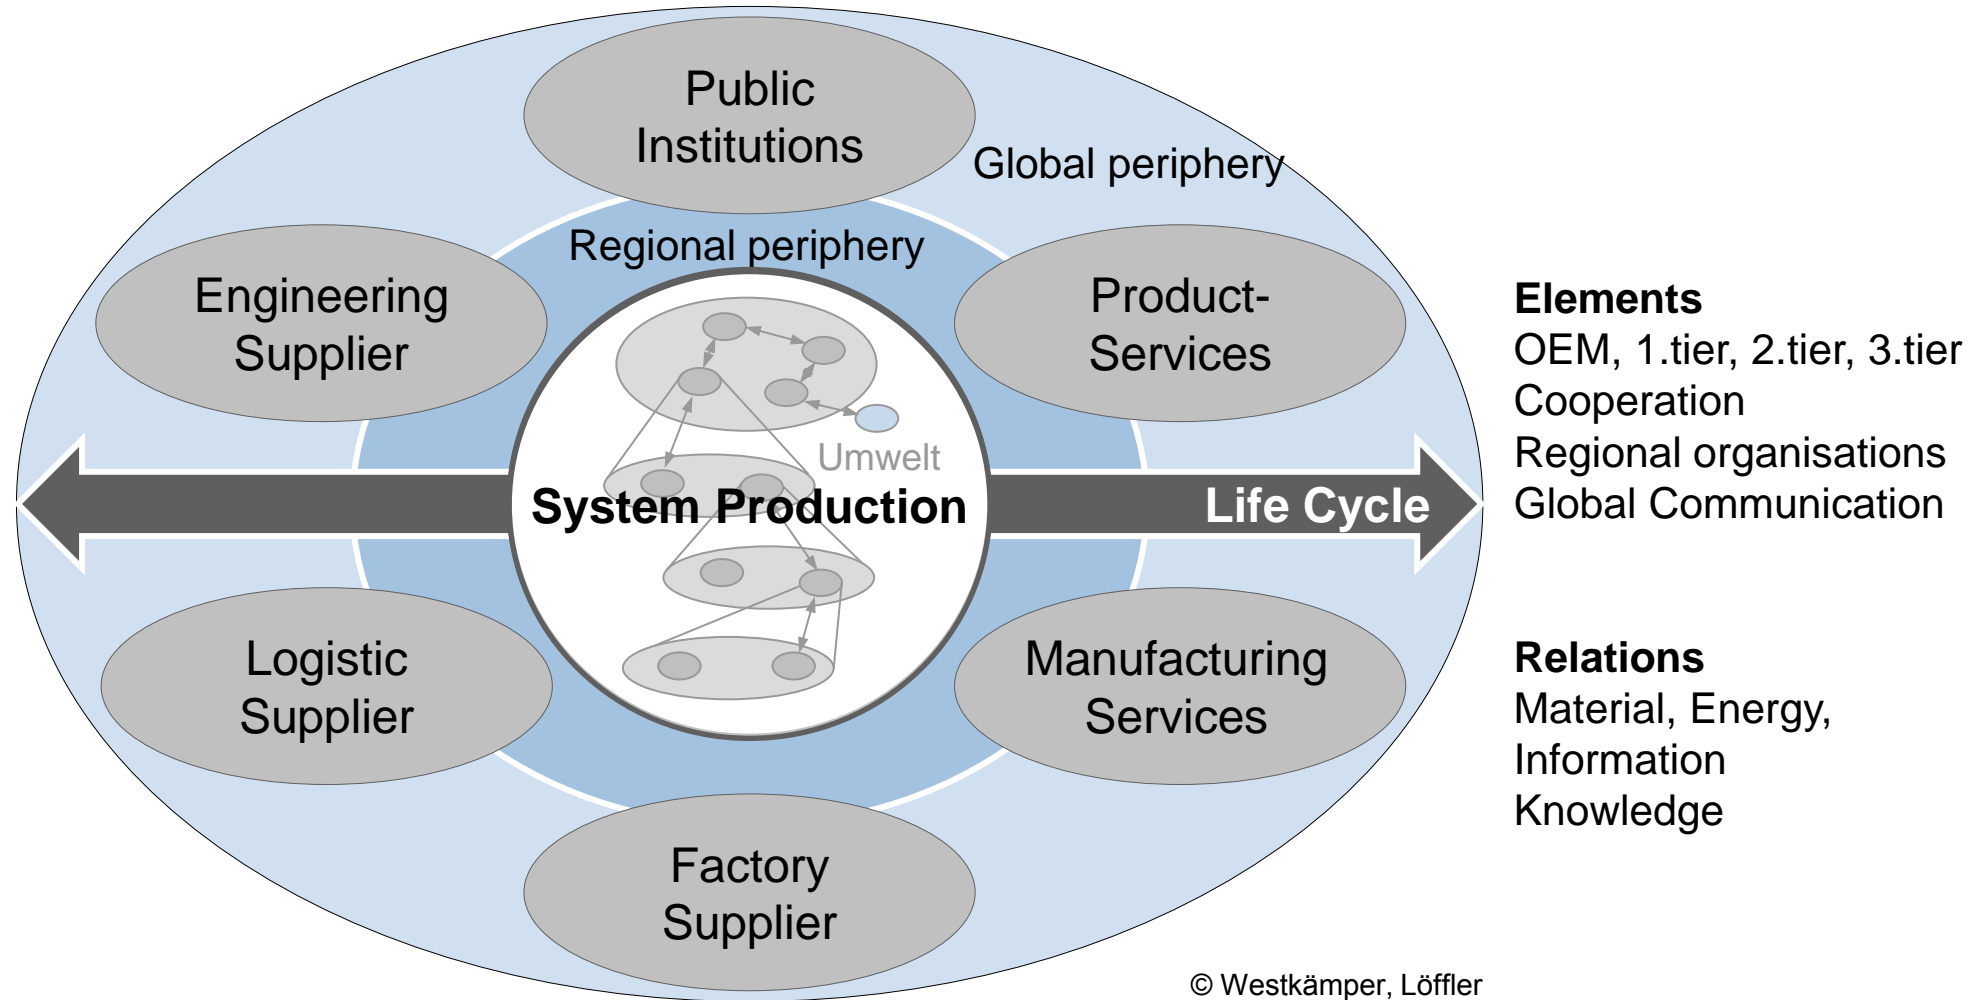 Public
Institutions
Global periphery
Regional periphery
Engineering
Supplier
Product-
Services
Umwelt
System Production
Life Cycle
Logistic
Supplier
Manufacturing
Services
Factory
Supplier
Elements
OEM, 1.tier, 2.tier, 3.tier
Cooperation
Regional organisations
Global Communication
Relations
Material, Energy,
Information
Knowledge
© Westkämper, Löffler